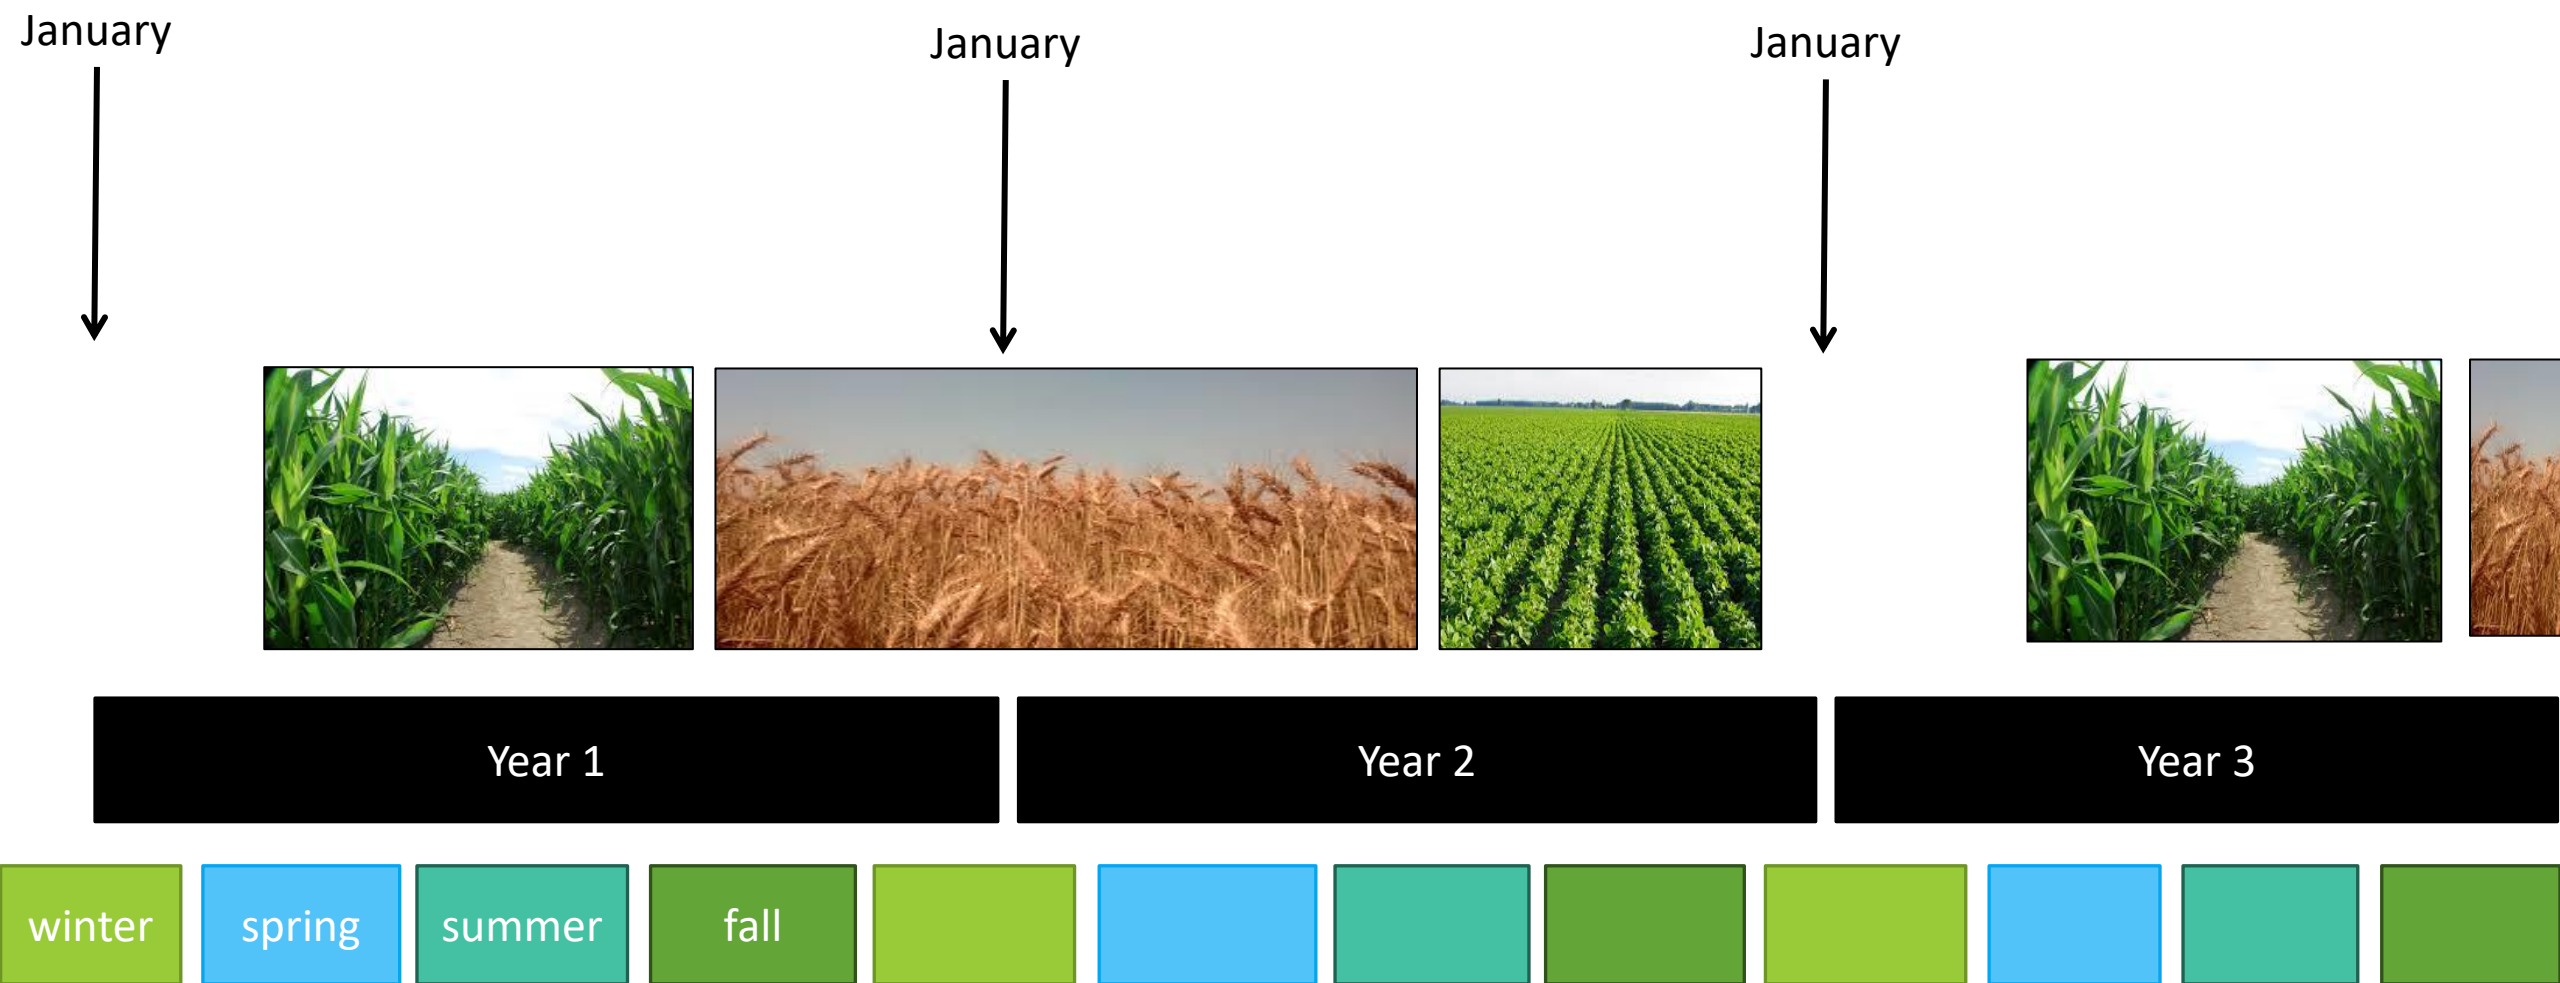 January
January
January
Year 1
Year 2
Year 3
winter
spring
summer
fall